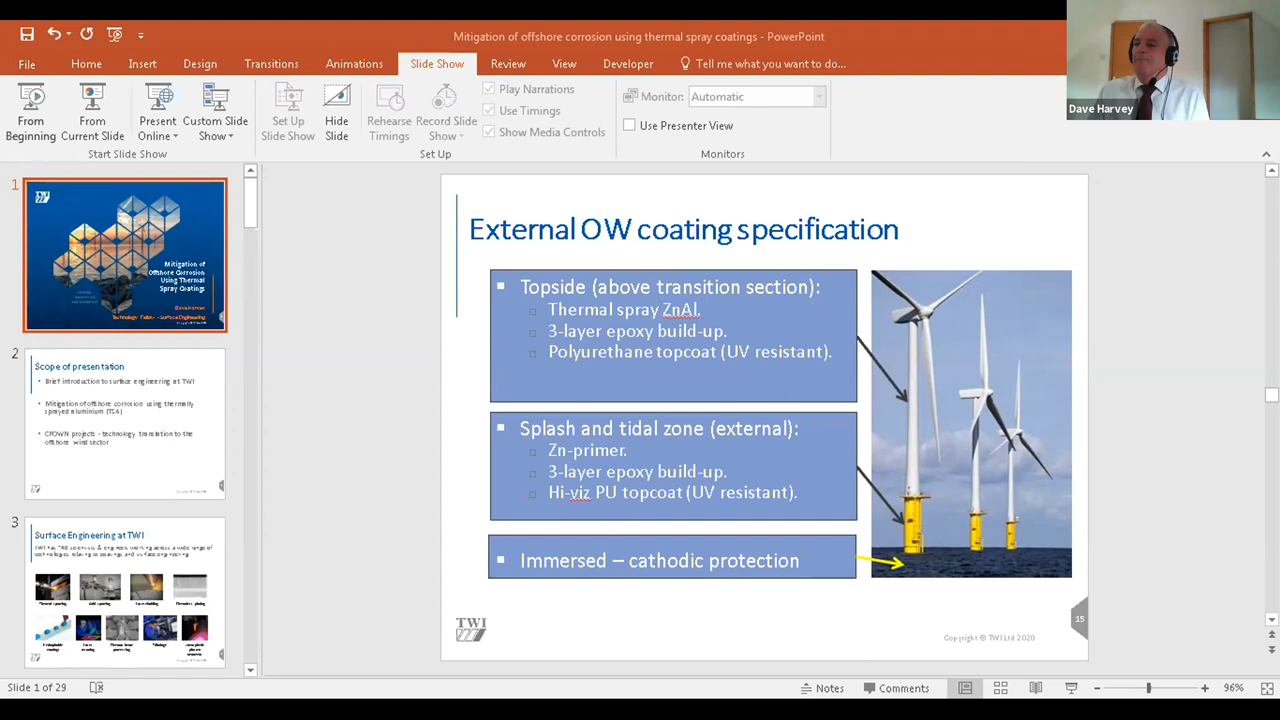 Mitigation of offshore corrosion using thermal spray coatings - PowerPoint
File Home Insert Design Transitions Animations Slide Show Review View Developer Tell me what you want to do...
From Beginning
From Current Slide
Present Online
Custom Slide Show
Start Slide Show
Set Up Slide Show
Hide Slide
Rehearse Timings
Record Slide Show
Play Narrations
Use Timings
Show Media Controls
Set Up
Monitor: Automatic
Use Presenter View
Monitors
Dave Harvey
1
TWI
Mitigation of
Offshore Corrosion
Using Thermal
Spray Coatings
2
Scope of presentation
• Brief introduction to surface engineering at TWI
• Mitigation of offshore corrosion using thermally
sprayed aluminium (TSA)
• CROWN projects - technology translation to the
offshore wind sector
3
Surface Engineering at TWI
External OW coating specification
Topside (above transition section):
Thermal spray ZnAl.
3-layer epoxy build-up.
Polyurethane topcoat (UV resistant).
Splash and tidal zone (external):
Zn-primer.
3-layer epoxy build-up.
Hi-viz PU topcoat (UV resistant).
Immersed – cathodic protection
TWI
Copyright © TWI Ltd 2020
15
Slide 1 of 29
Notes Comments 96%